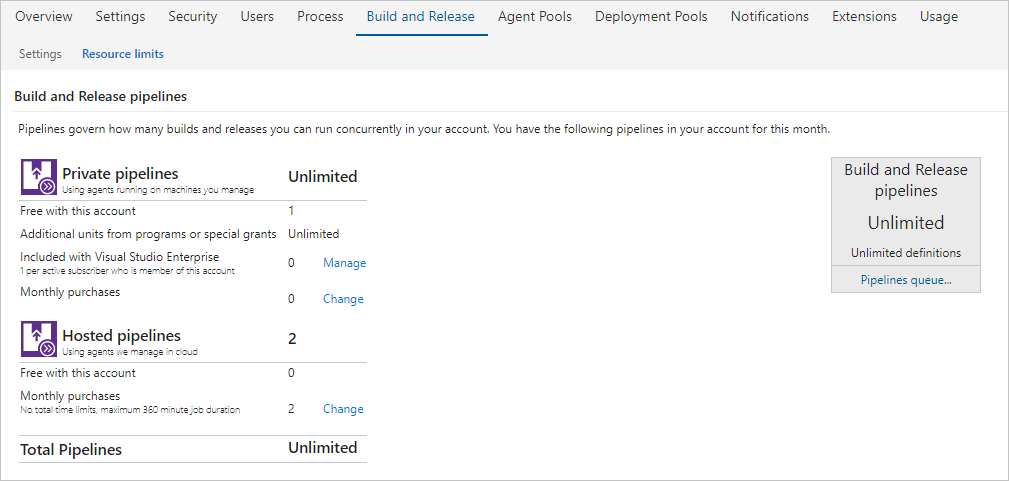 Overview Settings Security Users Process Build and Release Agent Pools Deployment Pools Notifications Extensions Usage
Settings Resource limits
Build and Release pipelines
Pipelines govern how many builds and releases you can run concurrently in your account. You have the following pipelines in your account for this month.
Private pipelines Unlimited
Using agents running on machines you manage
Free with this account 1
Additional units from programs or special grants Unlimited
Included with Visual Studio Enterprise 0 Manage
1 per active subscriber who is member of this account
Monthly purchases 0 Change
Hosted pipelines 2
Using agents we manage in cloud
Free with this account 0
Monthly purchases 2 Change
No total time limits, maximum 360 minute job duration
Total Pipelines Unlimited
Build and Release
pipelines
Unlimited
Unlimited definitions
Pipelines queue...